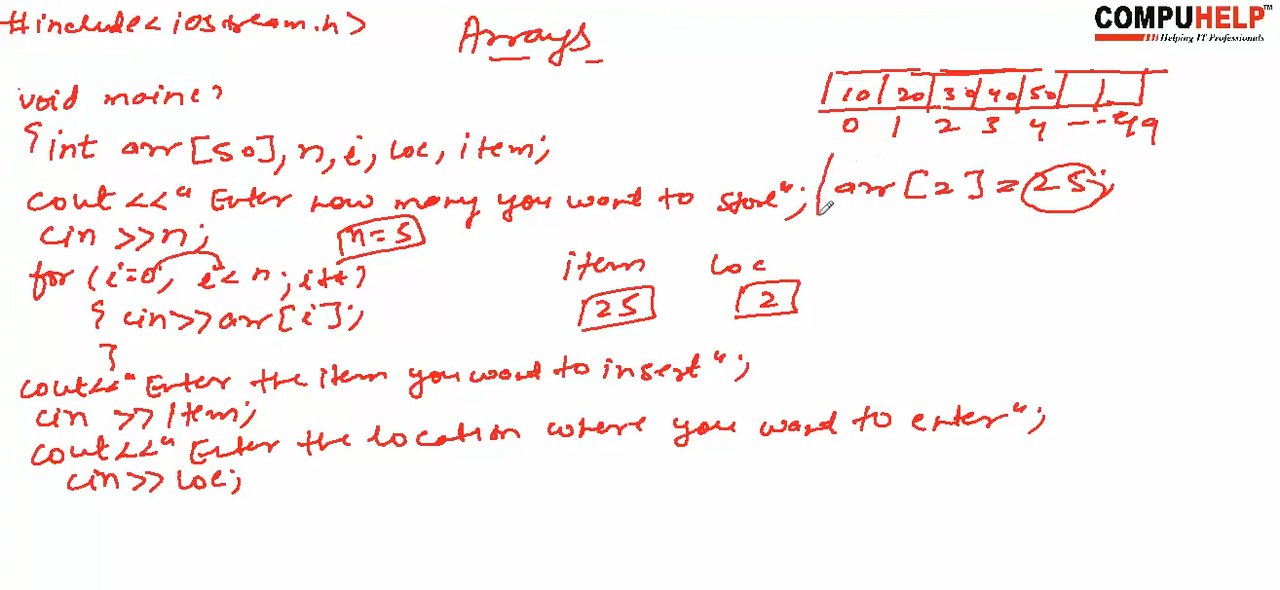 #include<iostream.h>
Arrays
COMPUHELP™
Helping IT Professionals
void main()
{int arr[50], n, i, loc, item;
cout <<" Enter how many you want to store";
cin >>n;
n=5
for (i=0; i< n; i++)
{ cin>>arr[i];
}
cout<<" Enter the item you want to insert";
cin >>Item;
cout<<" Enter the location where you want to enter";
cin>>loc;
10 20 30 40 50
0 1 2 3 4 --- 49
arr[2]=25;
item loc
25 2